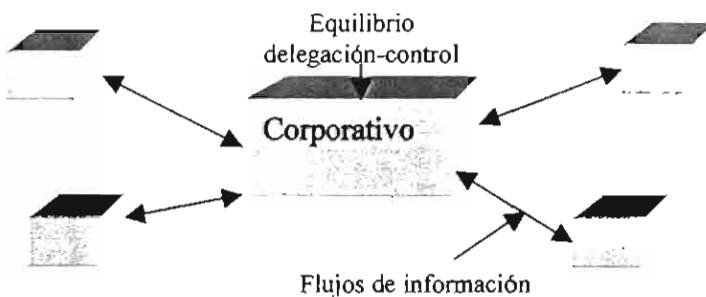 Equilibrio
delegación-control
Corporativo
Flujos de información